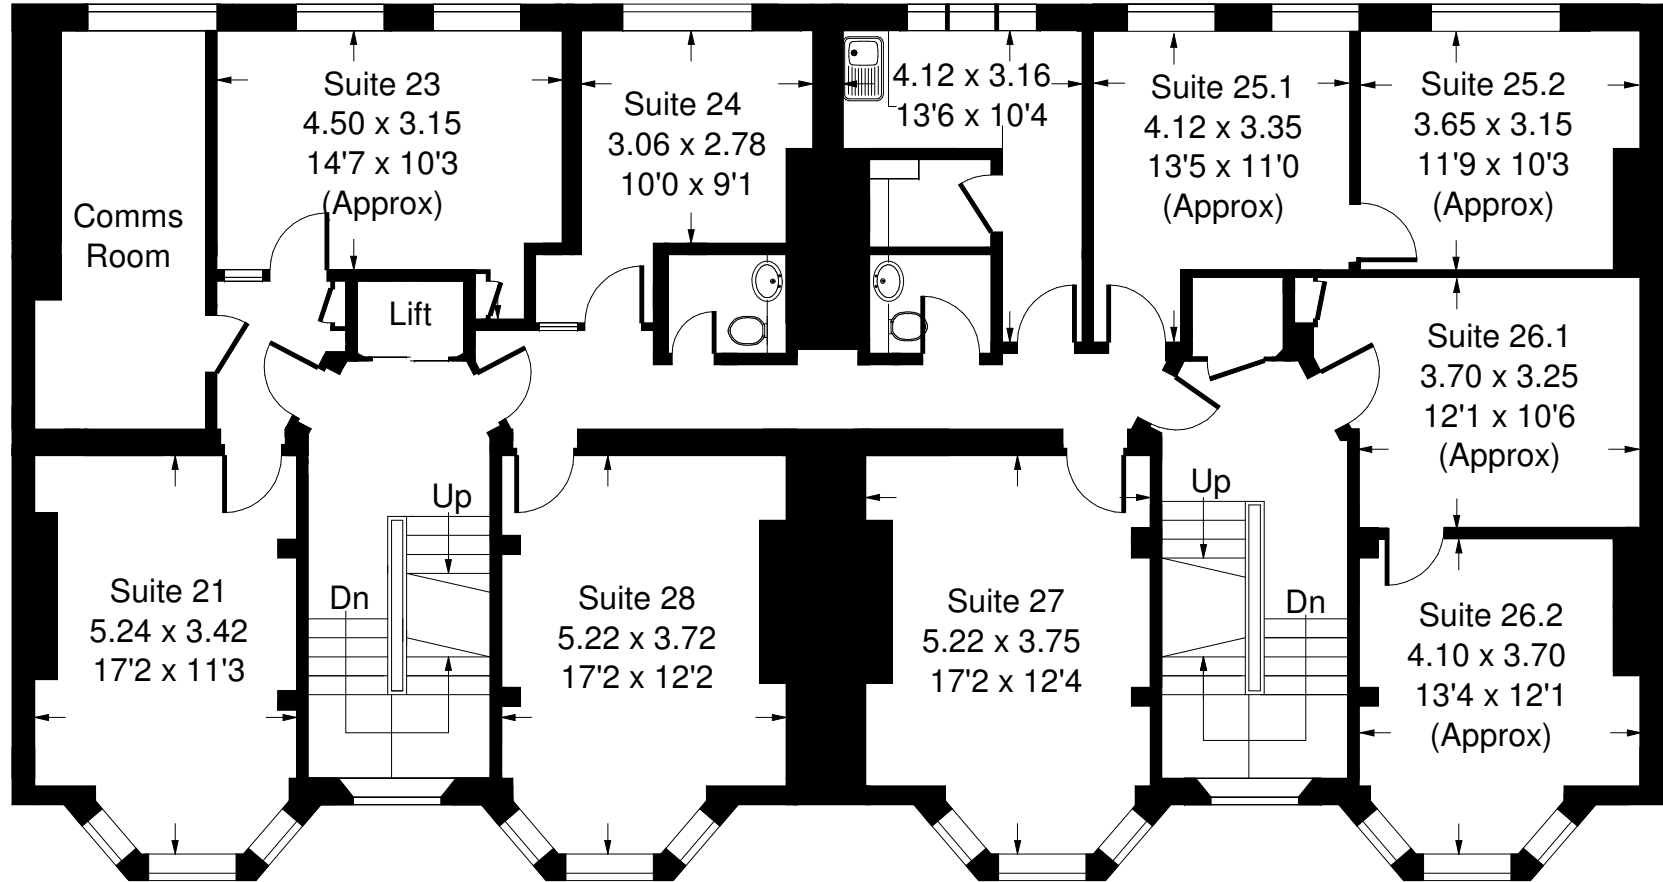 Comms
Room
Suite 23
4.50 x 3.15
14'7 x 10'3
(Approx)
Suite 24
3.06 x 2.78
10'0 x 9'1
4.12 x 3.16
13'6 x 10'4
Suite 25.1
4.12 x 3.35
13'5 x 11'0
(Approx)
Suite 25.2
3.65 x 3.15
11'9 x 10'3
(Approx)
Lift
Suite 26.1
3.70 x 3.25
12'1 x 10'6
(Approx)
Suite 21
5.24 x 3.42
17'2 x 11'3
Dn
Up
Suite 28
5.22 x 3.72
17'2 x 12'2
Suite 27
5.22 x 3.75
17'2 x 12'4
Up
Dn
Suite 26.2
4.10 x 3.70
13'4 x 12'1
(Approx)